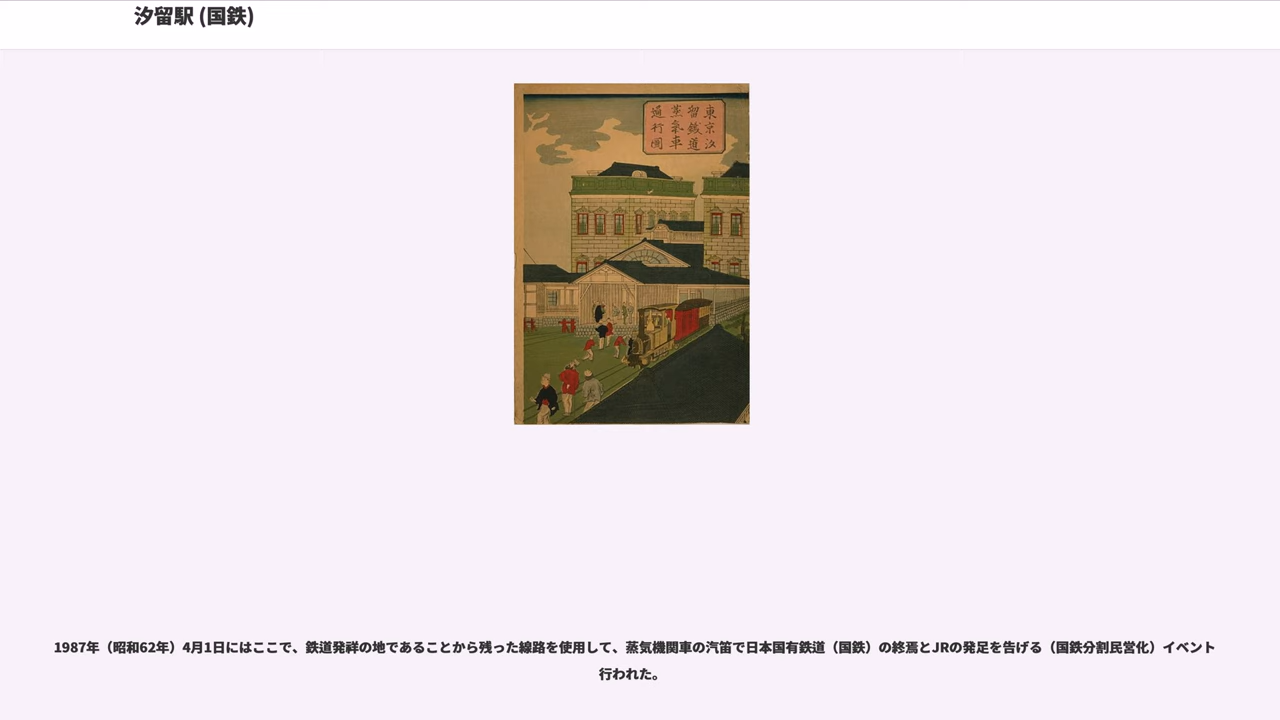 汐留駅 (国鉄)
東京汐
留鐵道
蒸氣車
通行圖
1987年（昭和62年）4月1日にはここで、鉄道発祥の地であることから残った線路を使用して、蒸気機関車の汽笛で日本国有鉄道（国鉄）の終焉とJRの発足を告げる（国鉄分割民営化）イベント
行われた。